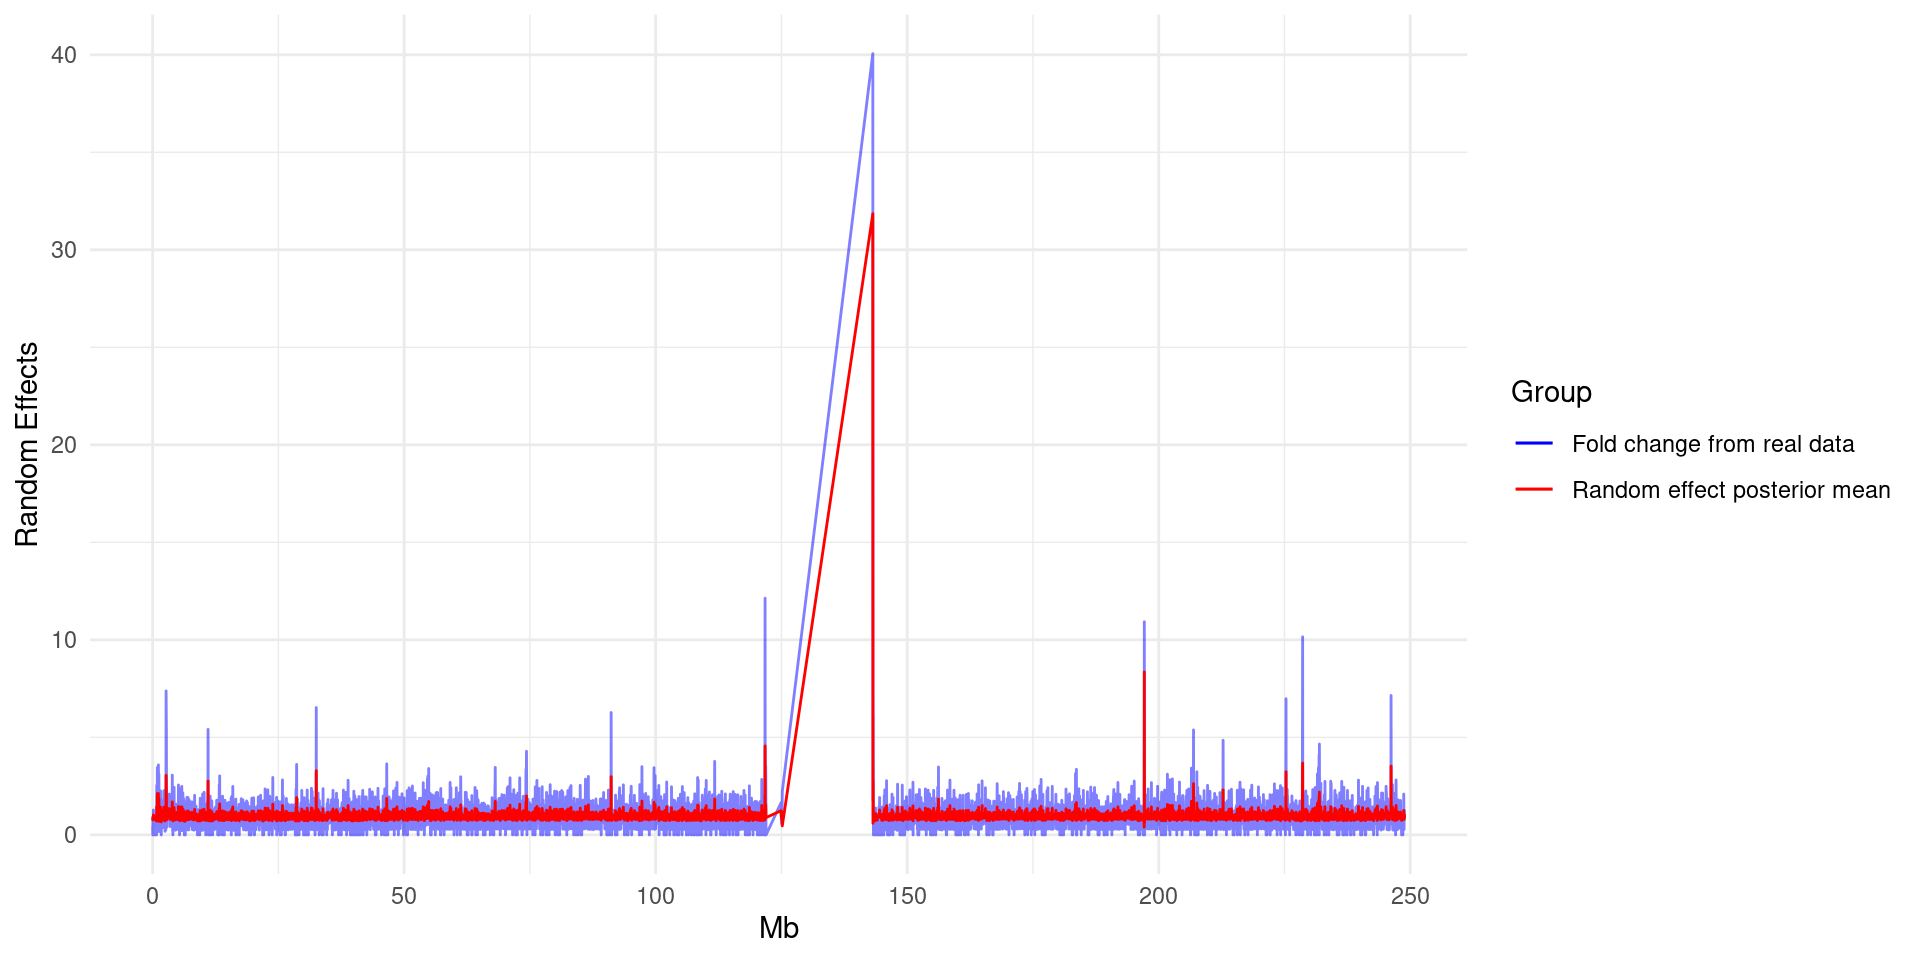 40
30
20
10
0
Random Effects
0 50 100 150 200 250
Mb
Group
Fold change from real data
Random effect posterior mean